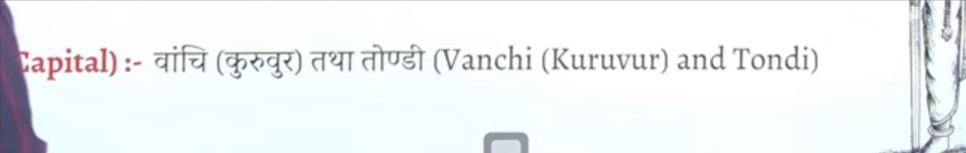 Capital) :- वांचि (कुरुवुर) तथा तोण्डी (Vanchi (Kuruvur) and Tondi)